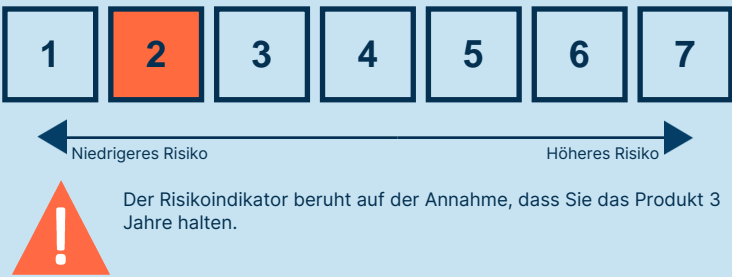 1 2 3 4 5 6 7
Niedrigeres Risiko Höheres Risiko
Der Risikoindikator beruht auf der Annahme, dass Sie das Produkt 3
Jahre halten.
!